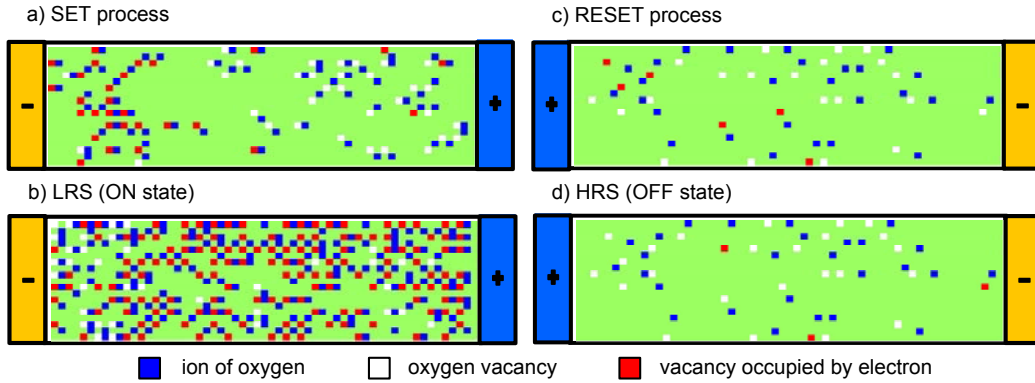 a) SET process
c) RESET process
- +
+ -
b) LRS (ON state)
d) HRS (OFF state)
- +
+ -
ion of oxygen
oxygen vacancy
vacancy occupied by electron